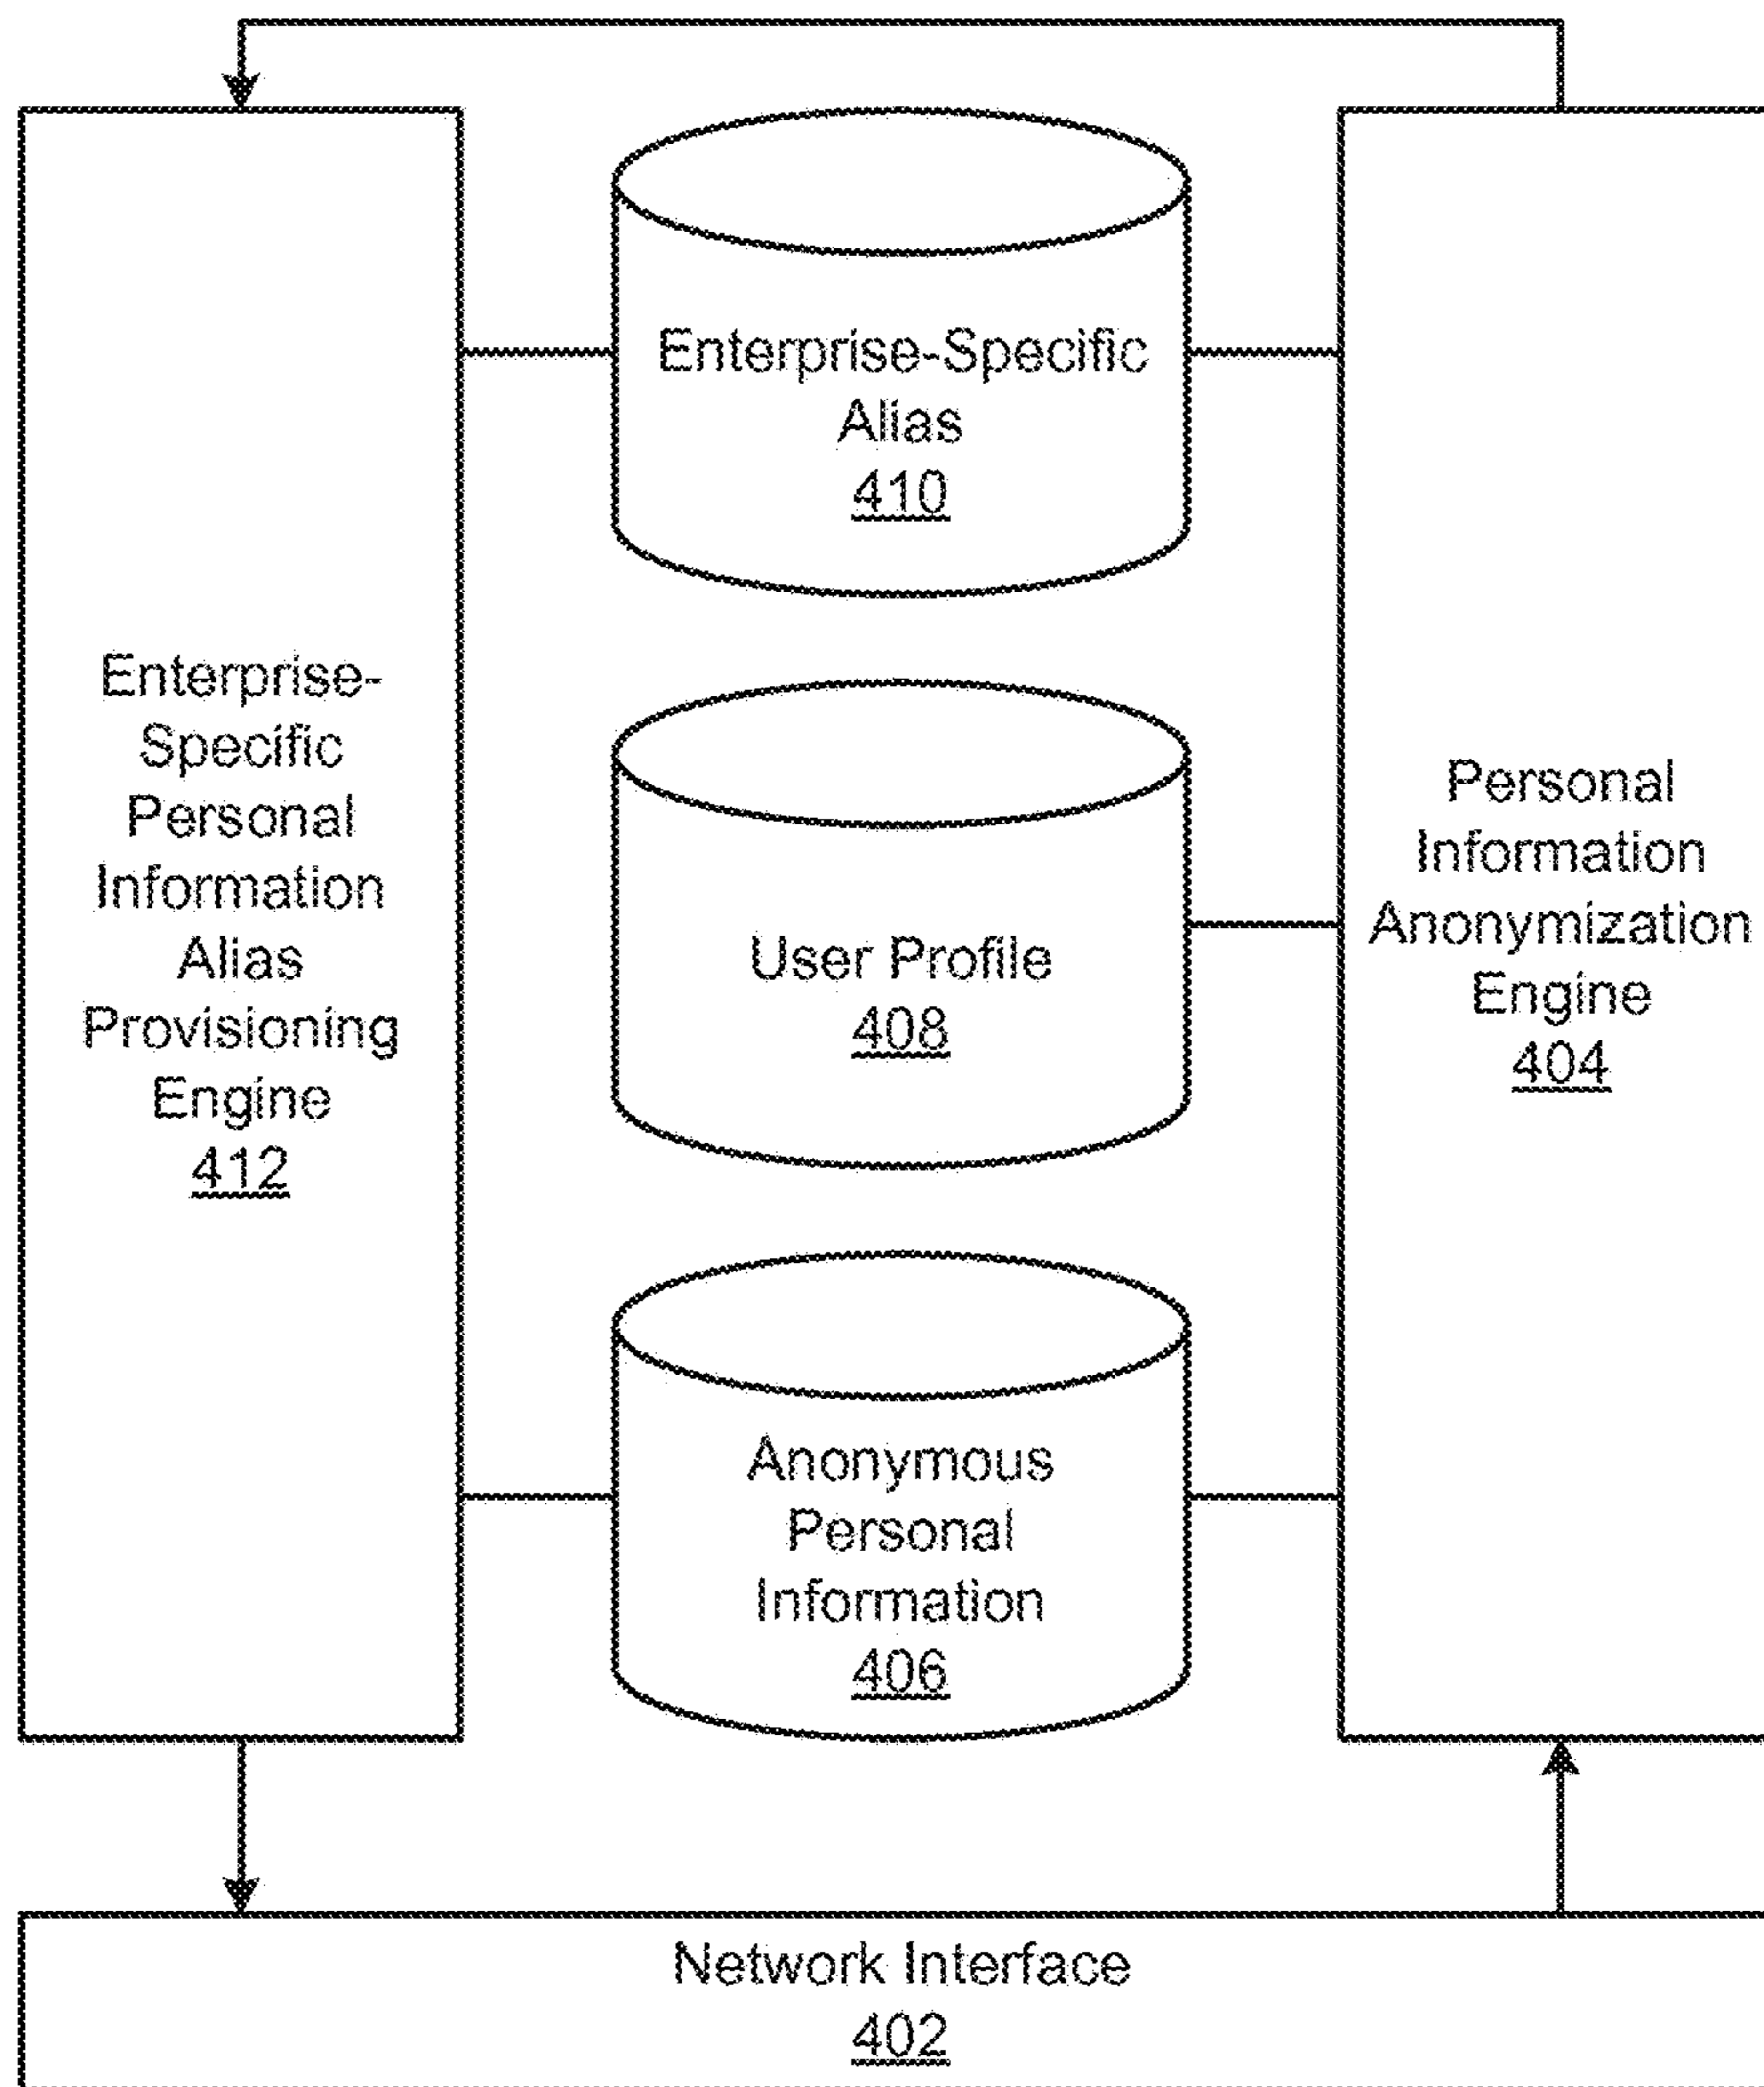 Enterprise-Specific
Alias
410
Enterprise-
Specific
Personal
Information
Alias
Provisioning
Engine
412
User Profile
408
Personal
Information
Anonymization
Engine
404
Anonymous
Personal
Information
406
Network Interface
402